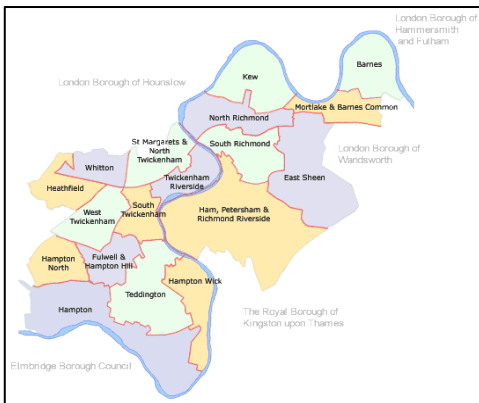 London Borough of
Hammersmith
and Fulham
Barnes
Kew
London Borough of Hounslow
Mortlake & Barnes Common
North Richmond
St Margarets &
North
Twickenham
South Richmond
London Borough of
Wandsworth
Whitton
Twickenham
Riverside
East Sheen
Heathfield
South
Twickenham
West
Twickenham
Ham, Petersham &
Richmond Riverside
Hampton
North
Fulwell &
Hampton Hill
Hampton Wick
Teddington
Hampton
The Royal Borough of
Kingston upon Thames
Elmbridge Borough Council